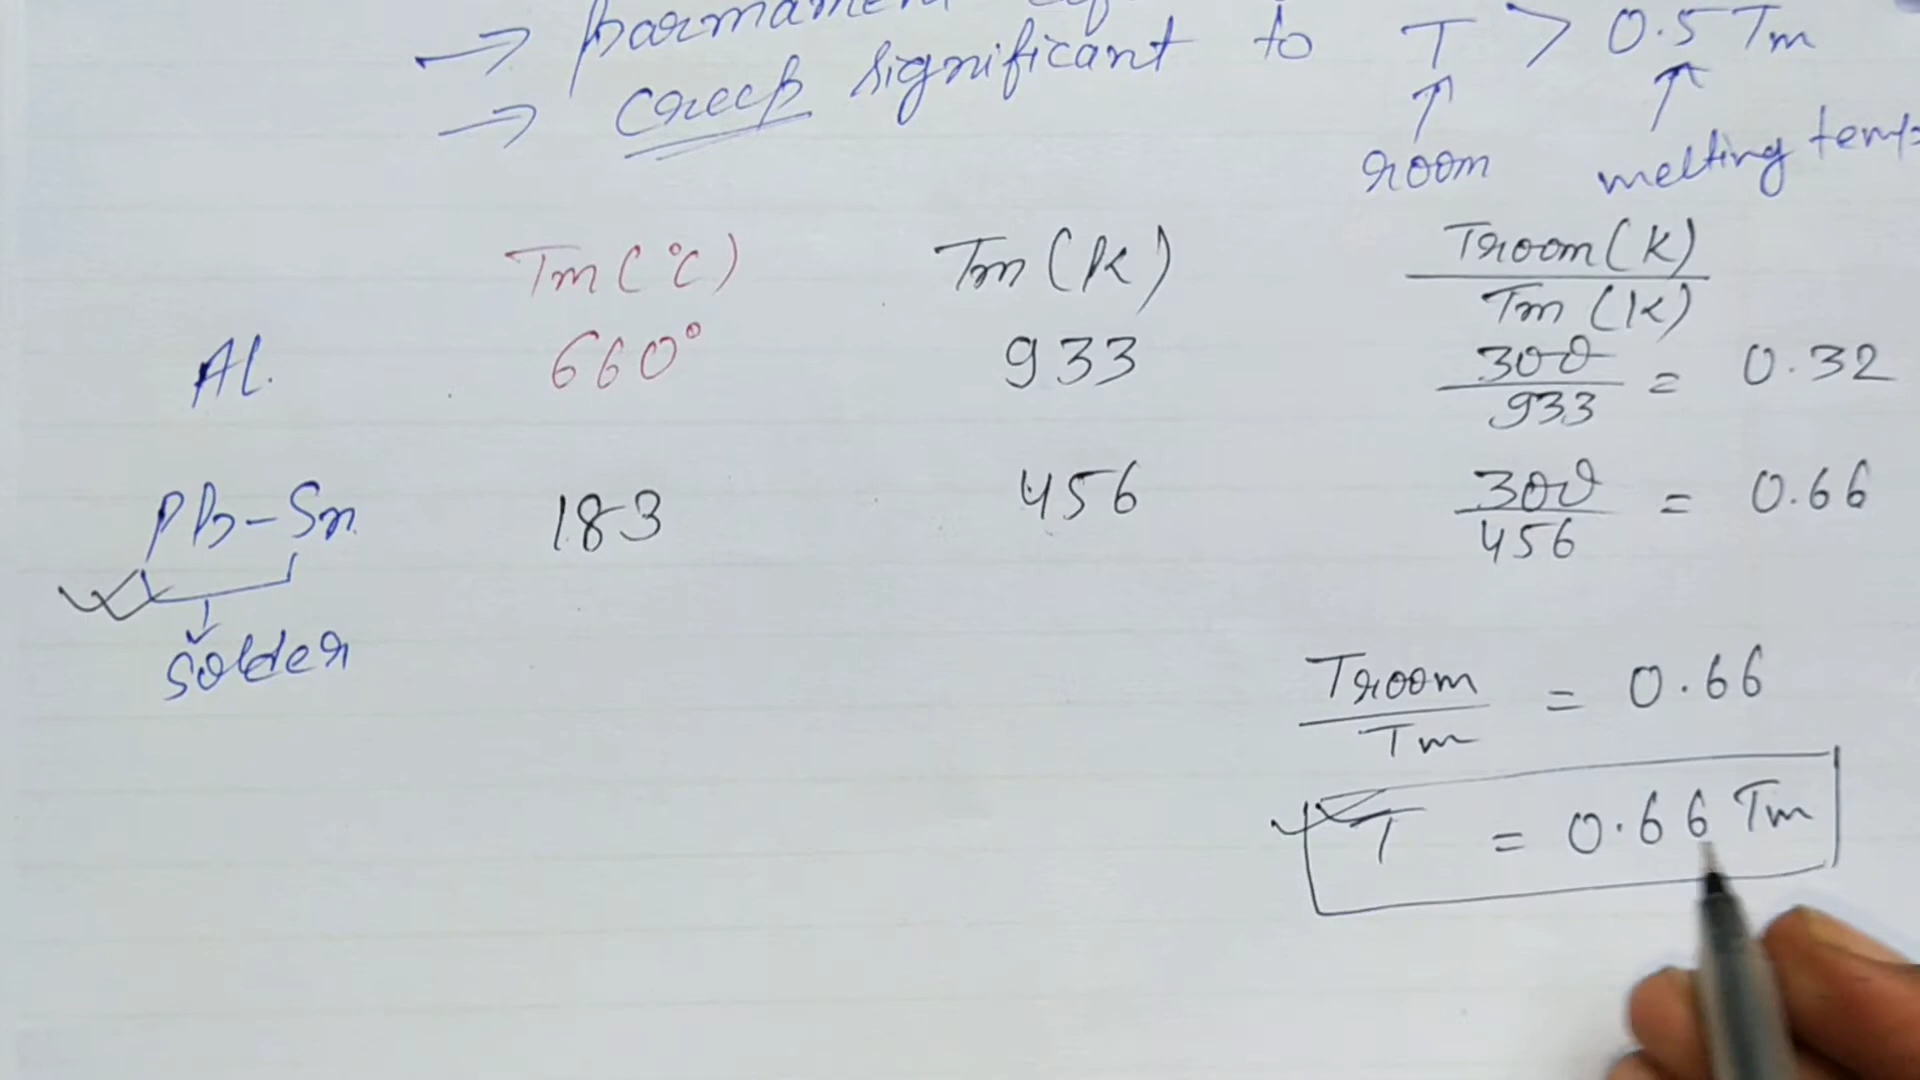 → parmament
→ creep significant to T > 0.5 Tm
↑ ↑
room melting temp
Tm (°C) Tm (K) Troom (K) / Tm (K)
Al. 660° 933 300/933 = 0.32
Pb-Sn 183 456 300/456 = 0.66
solder
Troom / Tm = 0.66
T = 0.66 Tm